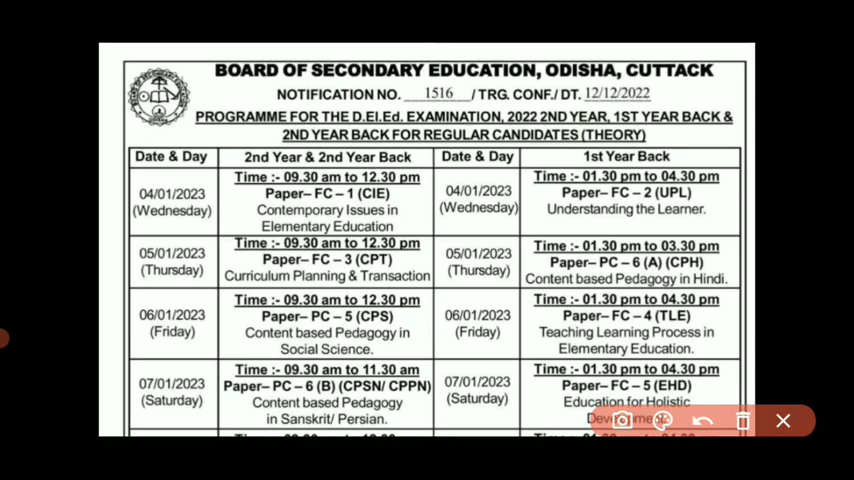 BOARD OF SECONDARY EDUCATION, ODISHA, CUTTACK
NOTIFICATION NO. 1516 / TRG. CONF./ DT. 12/12/2022
PROGRAMME FOR THE D.El.Ed. EXAMINATION, 2022 2ND YEAR, 1ST YEAR BACK &
2ND YEAR BACK FOR REGULAR CANDIDATES (THEORY)
Date & Day 2nd Year & 2nd Year Back Date & Day 1st Year Back
04/01/2023
(Wednesday)
Time :- 09.30 am to 12.30 pm
Paper– FC – 1 (CIE)
Contemporary Issues in
Elementary Education
04/01/2023
(Wednesday)
Time :- 01.30 pm to 04.30 pm
Paper– FC – 2 (UPL)
Understanding the Learner.
05/01/2023
(Thursday)
Time :- 09.30 am to 12.30 pm
Paper– FC – 3 (CPT)
Curriculum Planning & Transaction
05/01/2023
(Thursday)
Time :- 01.30 pm to 03.30 pm
Paper– PC – 6 (A) (CPH)
Content based Pedagogy in Hindi.
06/01/2023
(Friday)
Time :- 09.30 am to 12.30 pm
Paper– PC – 5 (CPS)
Content based Pedagogy in
Social Science.
06/01/2023
(Friday)
Time :- 01.30 pm to 04.30 pm
Paper– FC – 4 (TLE)
Teaching Learning Process in
Elementary Education.
07/01/2023
(Saturday)
Time :- 09.30 am to 11.30 am
Paper– PC – 6 (B) (CPSN/ CPPN)
Content based Pedagogy
in Sanskrit/ Persian.
07/01/2023
(Saturday)
Time :- 01.30 pm to 04.30 pm
Paper– FC – 5 (EHD)
Education for Holistic